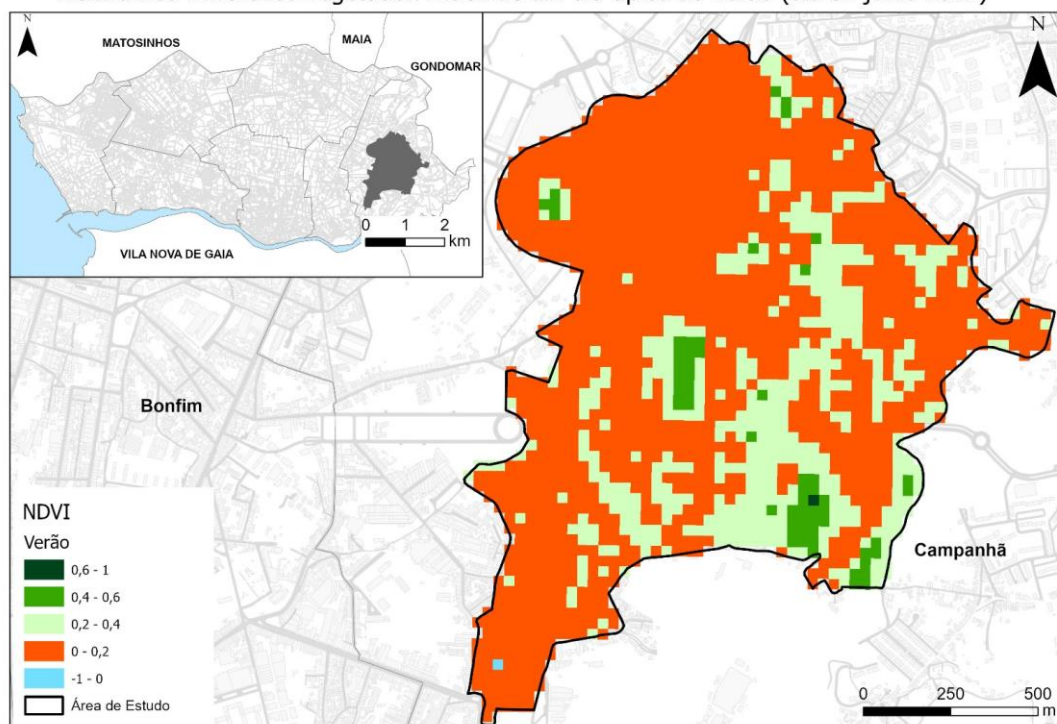 N
MATOSINHOS
MAIA
GONDOMAR
VILA NOVA DE GAIA
0 1 2
km
N
Bonfim
Campanhã
NDVI
Verão
0,6 - 1
0,4 - 0,6
0,2 - 0,4
0 - 0,2
-1 - 0
Área de Estudo
0 250 500
m